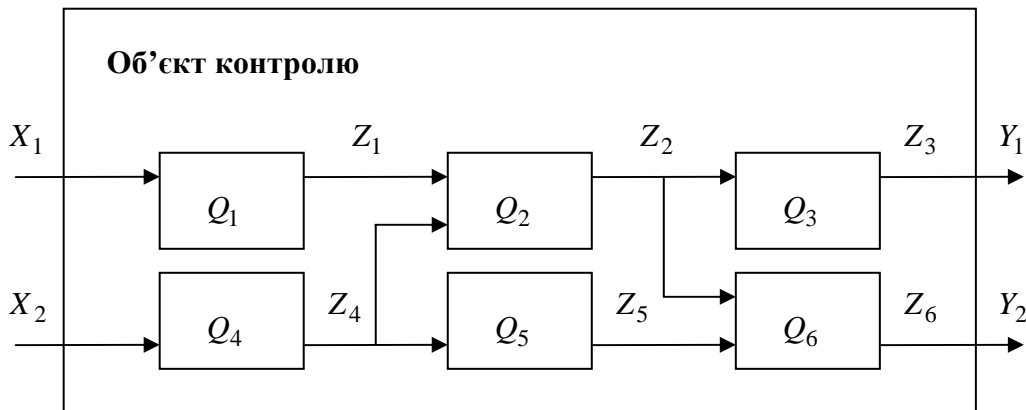 Об’єкт контролю
X1 Z1 Z2 Z3 Y1
Q1 Q2 Q3
X2 Z4 Z5 Z6 Y2
Q4 Q5 Q6